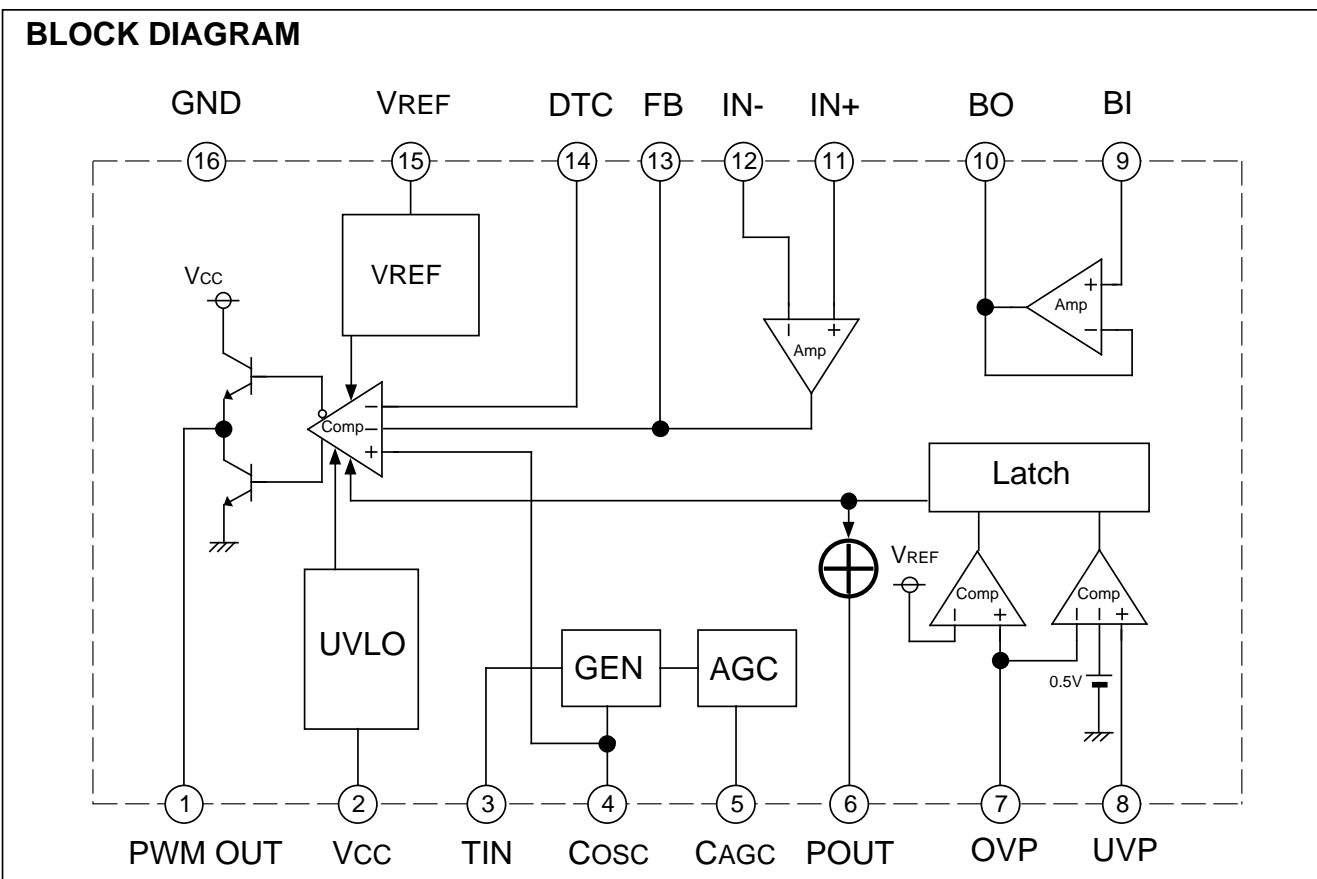 BLOCK DIAGRAM
GND VREF DTC FB IN- IN+ BO BI
16 15 14 13 12 11 10 9
VREF
VCC
+
Amp
−
− +
Amp
−
Comp −
+
Latch
VREF
Comp Comp
− + − − +
UVLO
GEN AGC
0.5V
1 2 3 4 5 6 7 8
PWM OUT VCC TIN COSC CAGC POUT OVP UVP